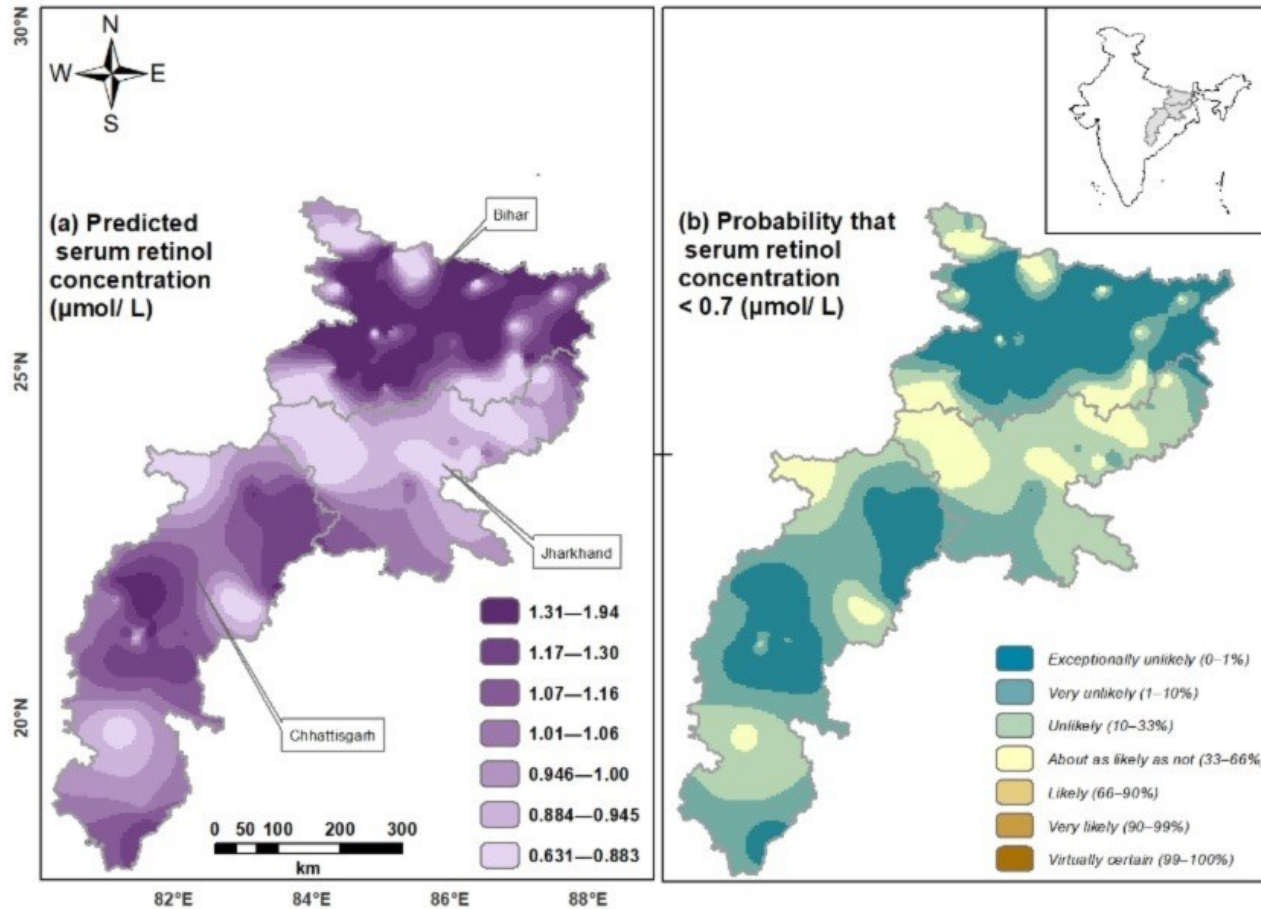 30°N
25°N
20°N
N
W E
S
(a) Predicted
serum retinol
concentration
(µmol/ L)
Bihar
Jharkhand
Chhattisgarh
1.31—1.94
1.17—1.30
1.07—1.16
1.01—1.06
0.946—1.00
0.884—0.945
0.631—0.883
0 50 100 200 300
km
82°E 84°E 86°E 88°E
(b) Probability that
serum retinol
concentration
< 0.7 (µmol/ L)
Exceptionally unlikely (0–1%)
Very unlikely (1–10%)
Unlikely (10–33%)
About as likely as not (33–66%
Likely (66–90%)
Very likely (90–99%)
Virtually certain (99–100%)